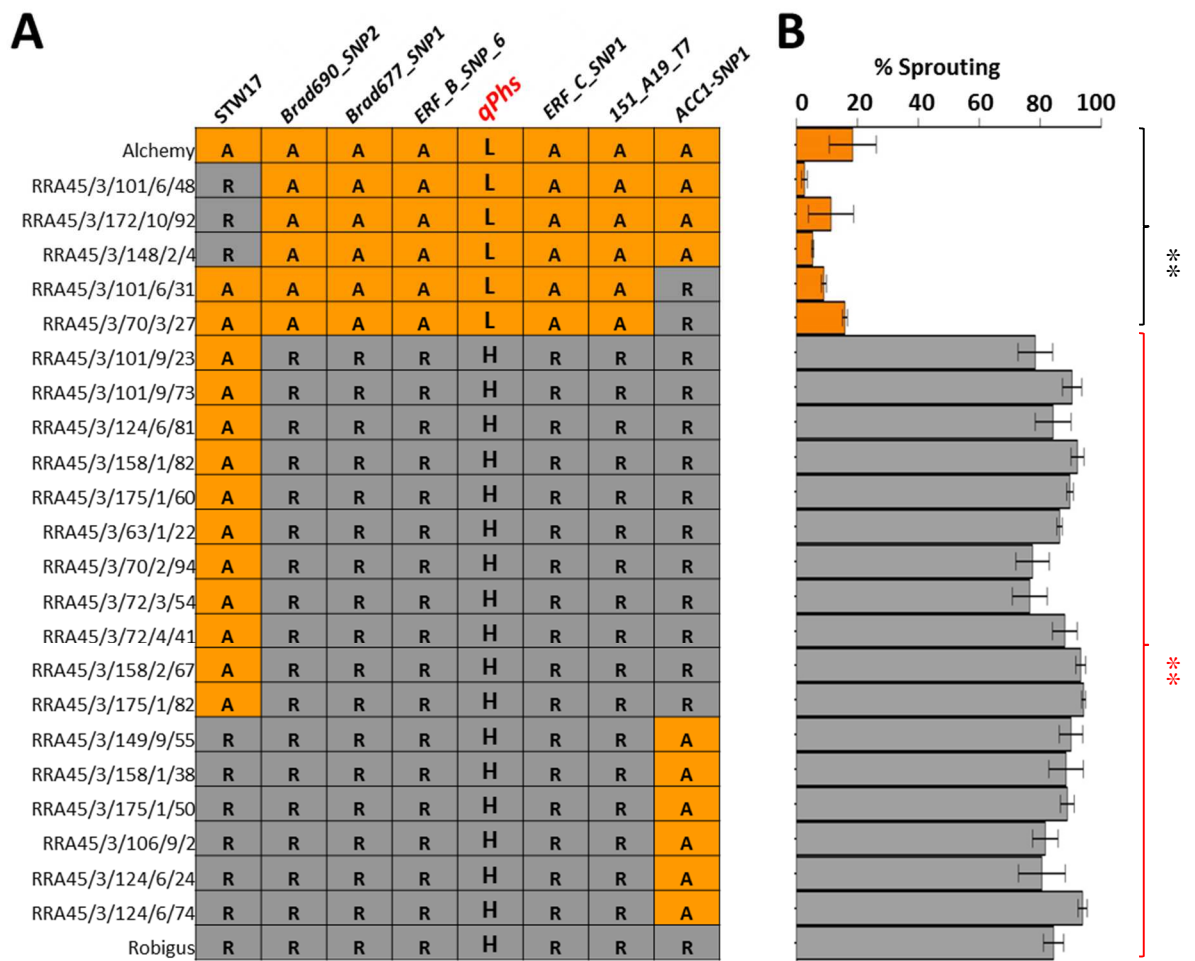 A
B
STW17 Brad690_SNP2 Brad677_SNP1 ERF_B_SNP_6 qPhs ERF_C_SNP1 151_A19_T7 ACC1-SNP1
% Sprouting
0 20 40 60 80 100
Alchemy A A A A L A A A
RRA45/3/101/6/48 R A A A L A A A
RRA45/3/172/10/92 R A A A L A A A
RRA45/3/148/2/4 R A A A L A A A
RRA45/3/101/6/31 A A A A L A A R
RRA45/3/70/3/27 A A A A L A A R
RRA45/3/101/9/23 A R R R H R R R
RRA45/3/101/9/73 A R R R H R R R
RRA45/3/124/6/81 A R R R H R R R
RRA45/3/158/1/82 A R R R H R R R
RRA45/3/175/1/60 A R R R H R R R
RRA45/3/63/1/22 A R R R H R R R
RRA45/3/70/2/94 A R R R H R R R
RRA45/3/72/3/54 A R R R H R R R
RRA45/3/72/4/41 A R R R H R R R
RRA45/3/158/2/67 A R R R H R R R
RRA45/3/175/1/82 A R R R H R R R
RRA45/3/149/9/55 R R R R H R R A
RRA45/3/158/1/38 R R R R H R R A
RRA45/3/175/1/50 R R R R H R R A
RRA45/3/106/9/2 R R R R H R R A
RRA45/3/124/6/24 R R R R H R R A
RRA45/3/124/6/74 R R R R H R R A
Robigus R R R R H R R R
**
**